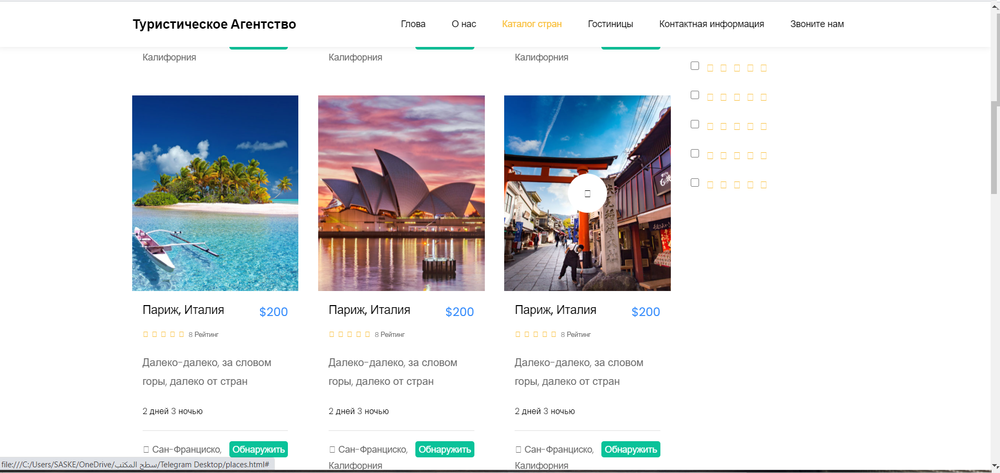 Туристическое Агентство
Глова
О нас
Каталог стран
Гостиницы
Контактная информация
Звоните нам
Калифорния
Калифорния
Калифорния
Париж, Италия
$200
8 Рейтинг
Далеко-далеко, за словом
горы, далеко от стран
2 дней 3 ночью
Сан-Франциско,
Обнаружить
Калифорния
Париж, Италия
$200
8 Рейтинг
Далеко-далеко, за словом
горы, далеко от стран
2 дней 3 ночью
Сан-Франциско,
Обнаружить
Калифорния
Париж, Италия
$200
8 Рейтинг
Далеко-далеко, за словом
горы, далеко от стран
2 дней 3 ночью
Сан-Франциско,
Обнаружить
Калифорния
file:///C:/Users/SASKE/OneDrive/سطح المكتب/Telegram Desktop/places.html#